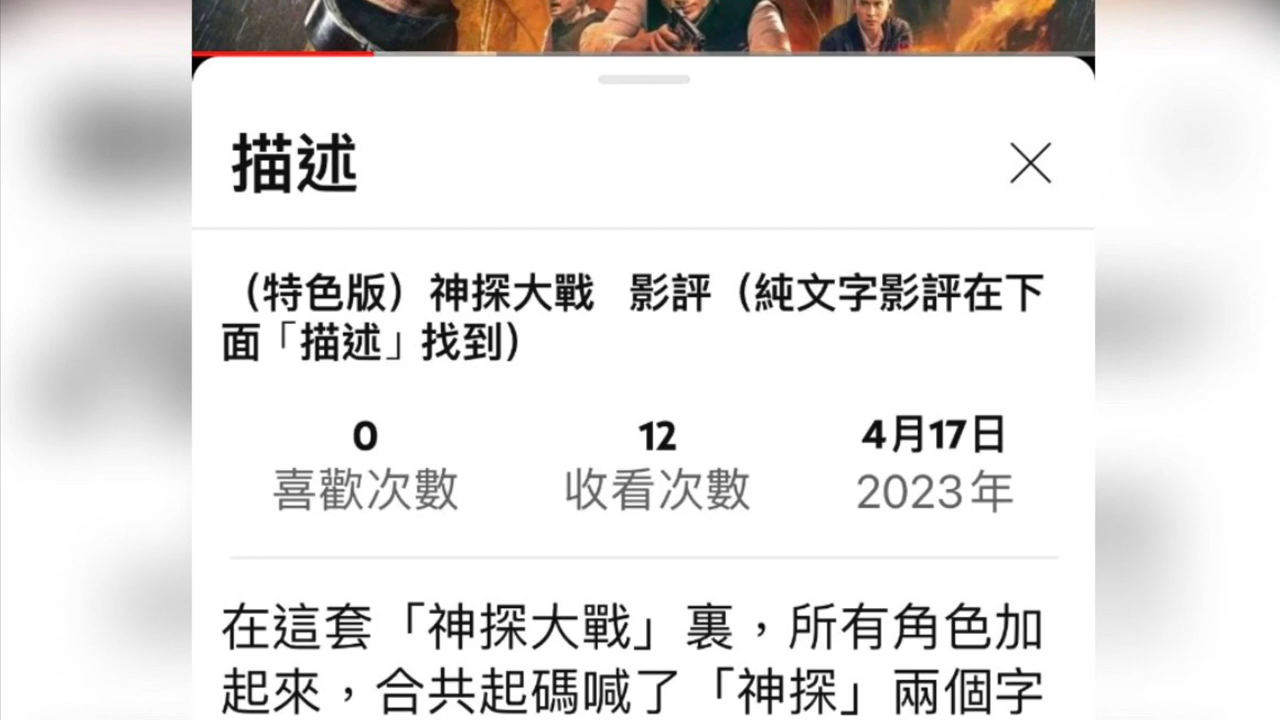 描述
（特色版）神探大戰 影評（純文字影評在下
面「描述」找到）
0 12 4月17日
喜歡次數 收看次數 2023年
在這套「神探大戰」裏，所有角色加
起來，合共起碼喊了「神探」兩個字